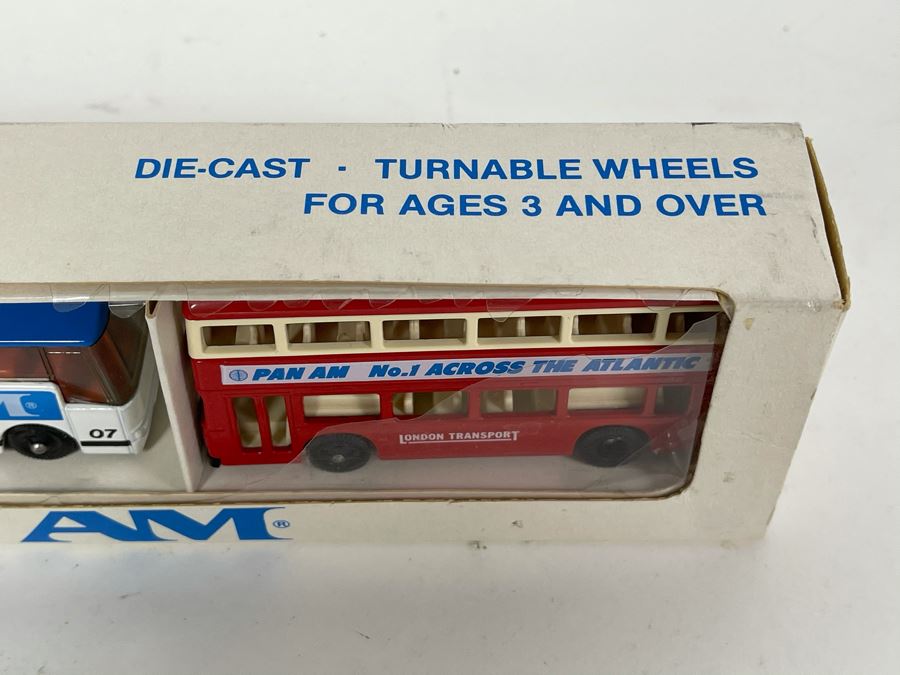 DIE-CAST · TURNABLE WHEELS
FOR AGES 3 AND OVER
PAN AM No.1 ACROSS THE ATLANTIC
LONDON TRANSPORT
M®
07
AM®